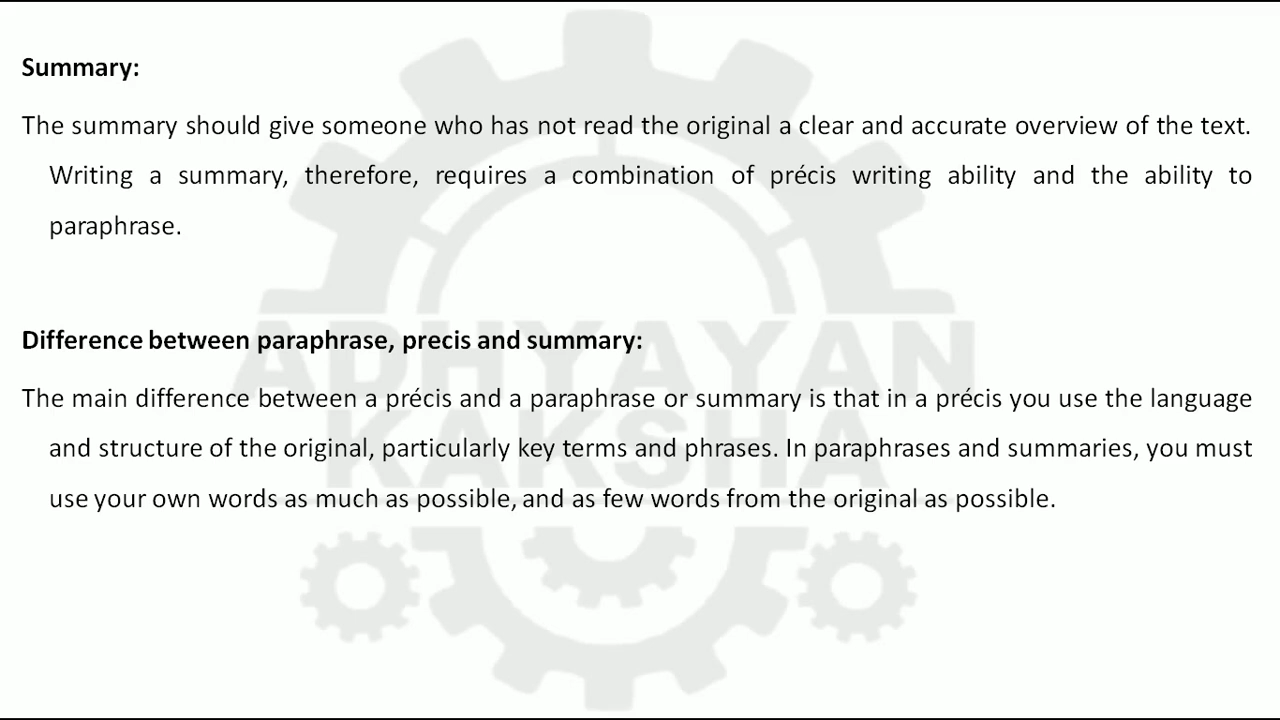 Summary:
The summary should give someone who has not read the original a clear and accurate overview of the text.
Writing a summary, therefore, requires a combination of précis writing ability and the ability to
paraphrase.
Difference between paraphrase, precis and summary:
ADHYAYAN
The main difference between a précis and a paraphrase or summary is that in a précis you use the language
KAKSHA
and structure of the original, particularly key terms and phrases. In paraphrases and summaries, you must
use your own words as much as possible, and as few words from the original as possible.